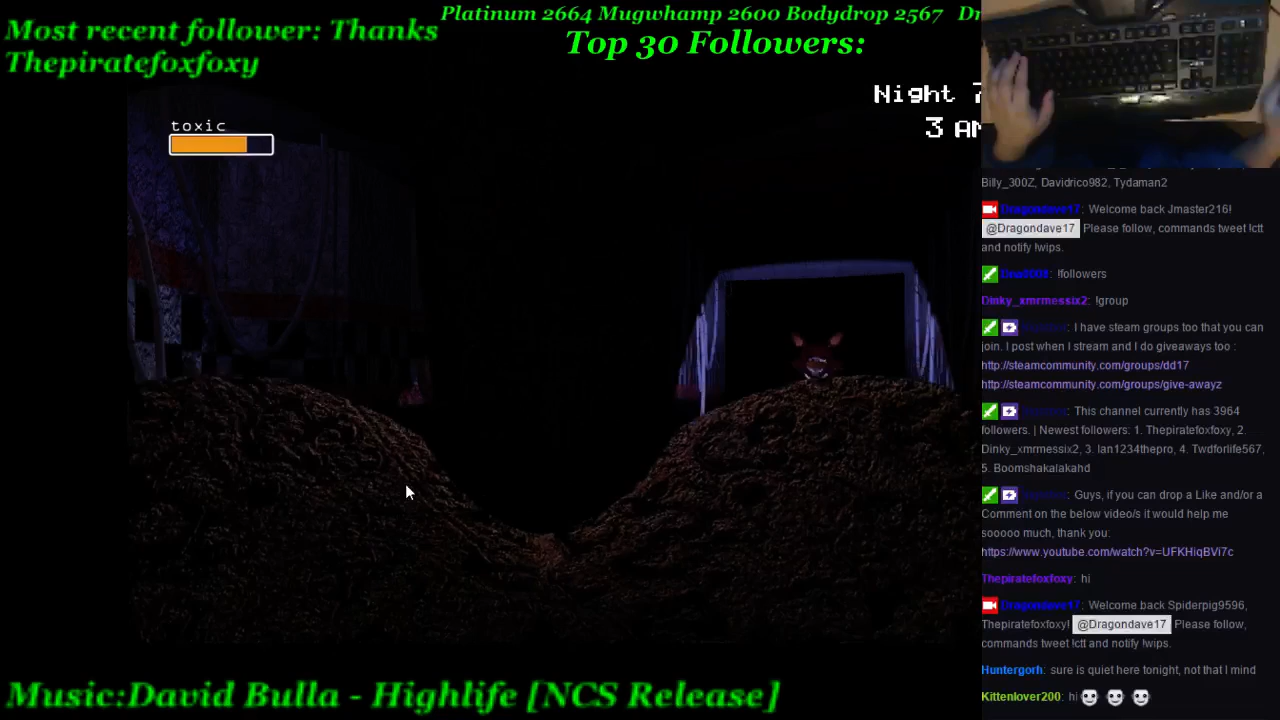 Most recent follower: Thanks
Thepiratefoxfoxy
Platinum 2664 Mugwhamp 2600 Bodydrop 2567
Top 30 Followers:
Night 7
3 AM
toxic
Billy_300Z, Davidrico982, Tydaman2
Dragondave17: Welcome back Jmaster216!
@Dragondave17 Please follow, commands tweet !ctt
and notify !wips.
!followers
Dinky_xmrmessix2: !group
: I have steam groups too that you can
join. I post when I stream and I do giveaways too :
http://steamcommunity.com/groups/dd17
http://steamcommunity.com/groups/give-awayz
: This channel currently has 3964
followers. | Newest followers: 1. Thepiratefoxfoxy, 2.
Dinky_xmrmessix2, 3. Ian1234thepro, 4. Twdforlife567,
5. Boomshakalakahd
: Guys, if you can drop a Like and/or a
Comment on the below video/s it would help me
sooooo much, thank you:
https://www.youtube.com/watch?v=UFKHiqBVi7c
Thepiratefoxfoxy: hi
Dragondave17: Welcome back Spiderpig9596,
Thepiratefoxfoxy! @Dragondave17 Please follow,
commands tweet !ctt and notify !wips.
Huntergorh: sure is quiet here tonight, not that I mind
Kittenlover200: hi
Music:David Bulla - Highlife [NCS Release]